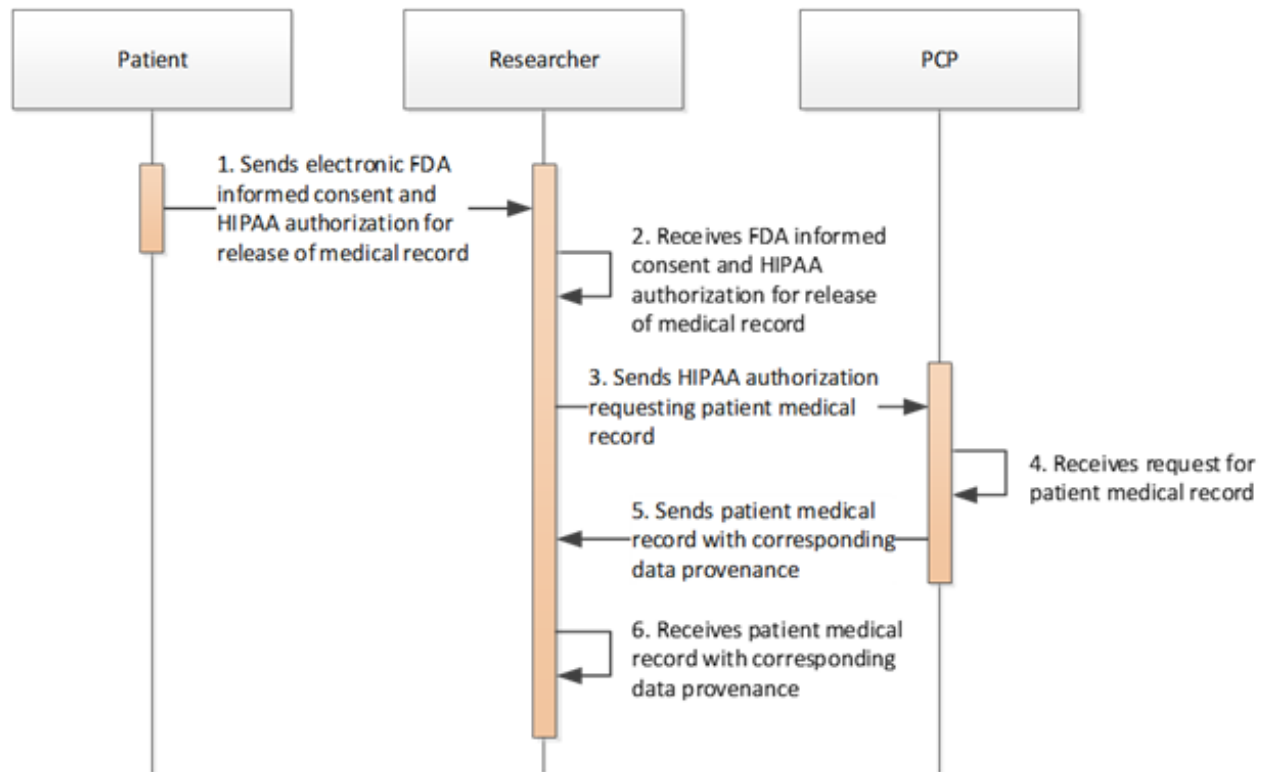 Patient
Researcher
PCP
1. Sends electronic FDA
informed consent and
HIPAA authorization for
release of medical record
2. Receives FDA informed
consent and HIPAA
authorization for release
of medical record
3. Sends HIPAA authorization
requesting patient medical
record
4. Receives request for
patient medical record
5. Sends patient medical
record with corresponding
data provenance
6. Receives patient medical
record with corresponding
data provenance